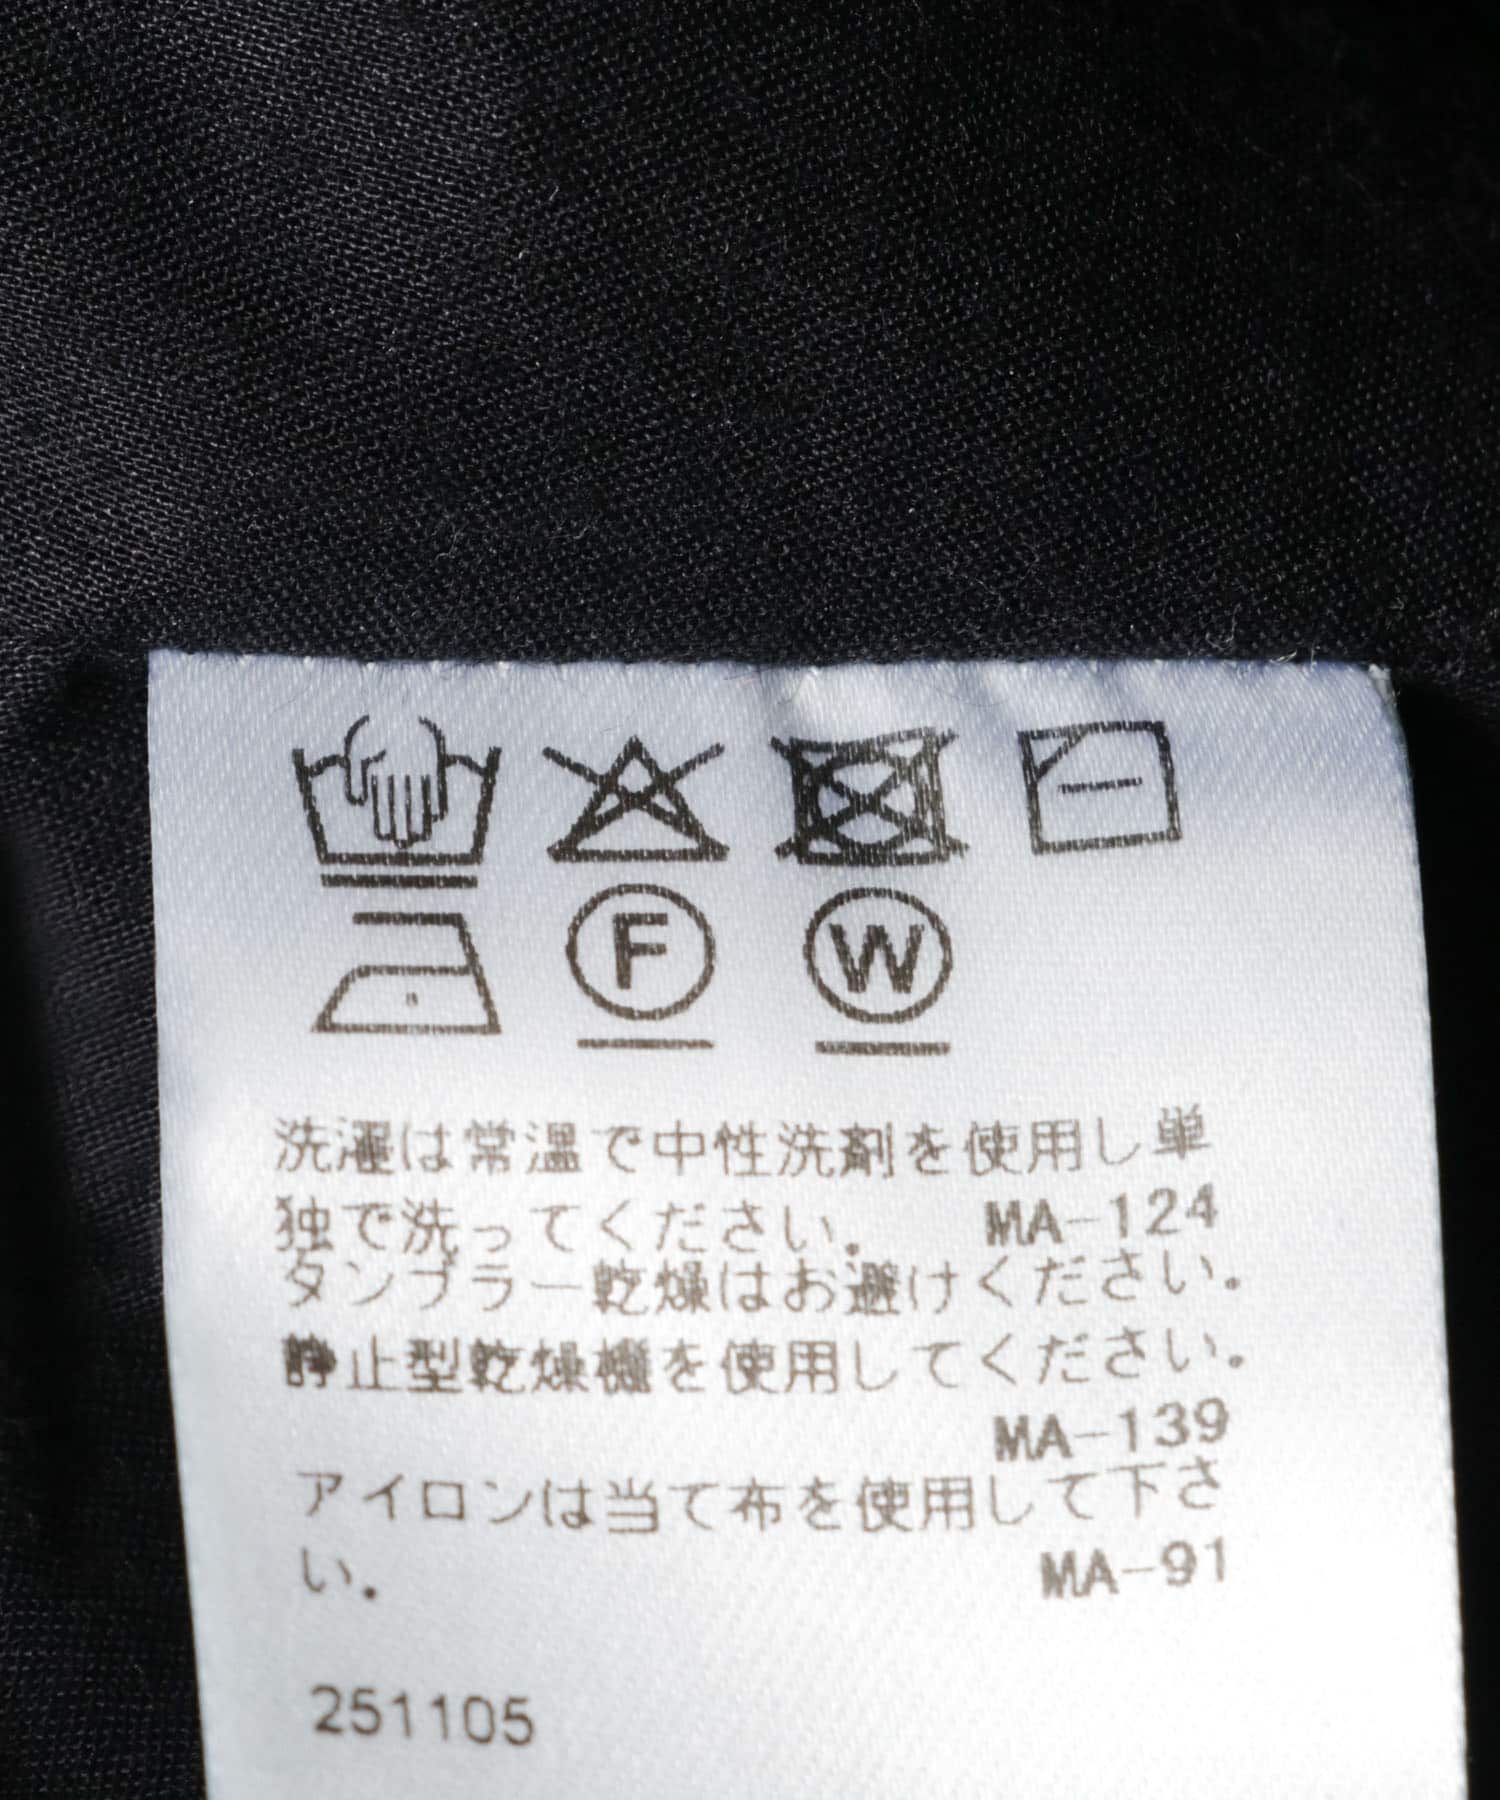 F W
洗濯は常温で中性洗剤を使用し単
独で洗ってください。 MA-124
タンブラー乾燥はお避けください。
静止型乾燥機を使用してください。
MA-139
アイロンは当て布を使用して下さ
い。 MA-91
251105